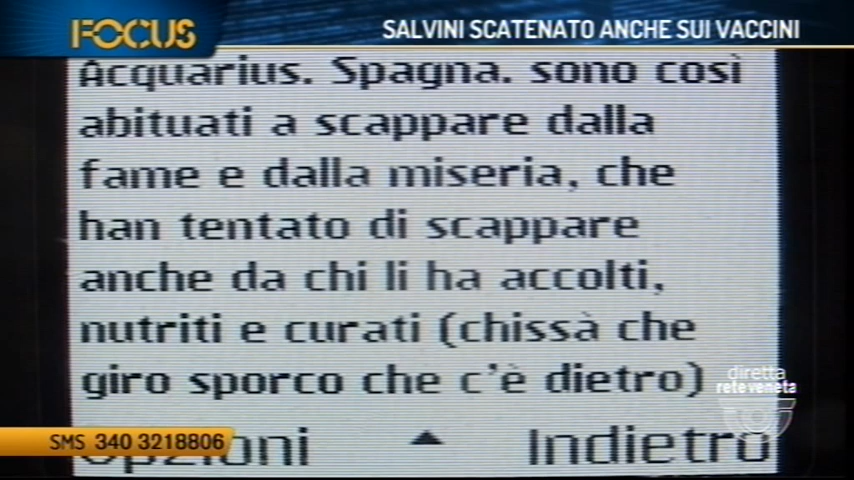 FOCUS
SALVINI SCATENATO ANCHE SUI VACCINI
Acquarius. Spagna. sono così
abituati a scappare dalla
fame e dalla miseria, che
han tentato di scappare
anche da chi li ha accolti,
nutriti e curati (chissà che
giro sporco che c'è dietro)
diretta
rete veneta
SMS 340 3218806
Opzioni
Indietro